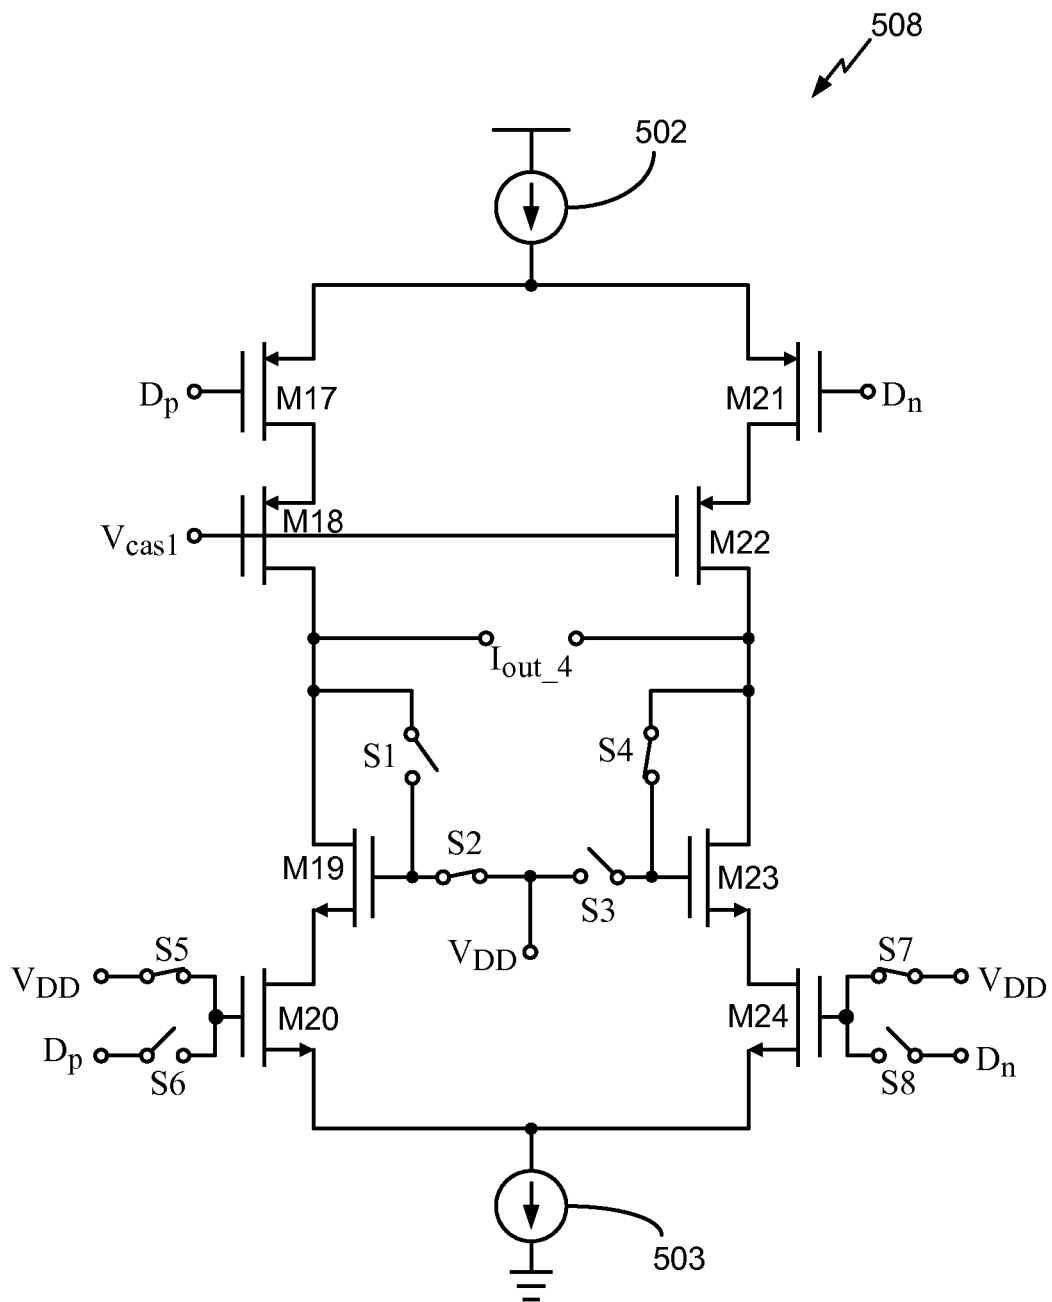 508
502
Dp
M17
M21
Dn
Vcas1
M18
M22
Iout_4
S1
S4
M19
S2
S3
M23
VDD
S5
VDD
S7
VDD
M20
M24
Dp
S6
S8
Dn
503